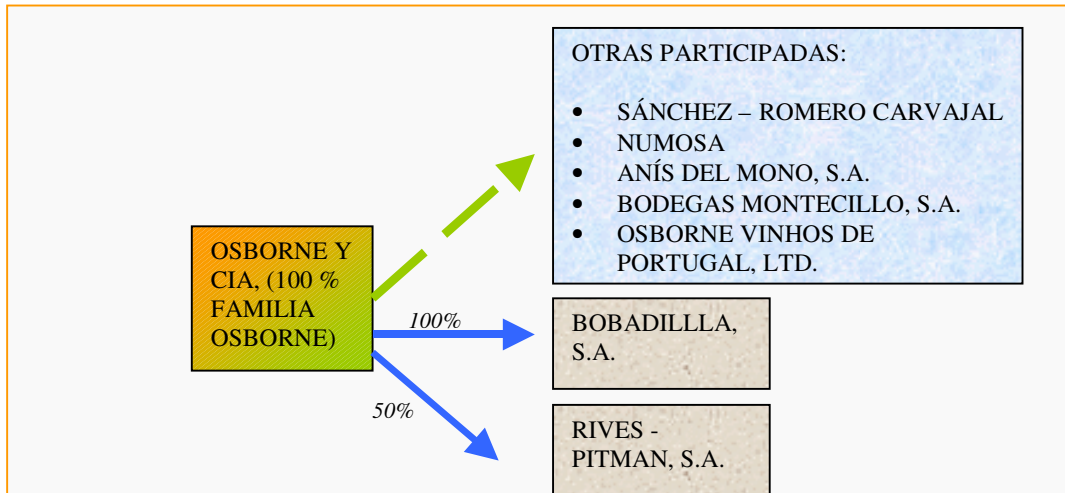 OTRAS PARTICIPADAS:
• SÁNCHEZ – ROMERO CARVAJAL
• NUMOSA
• ANÍS DEL MONO, S.A.
• BODEGAS MONTECILLO, S.A.
• OSBORNE VINHOS DE
PORTUGAL, LTD.
OSBORNE Y
CIA, (100 %
FAMILIA
OSBORNE)
100%
BOBADILLLA,
S.A.
50%
RIVES -
PITMAN, S.A.